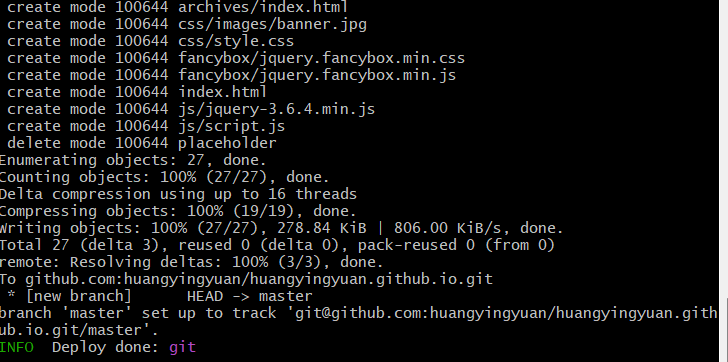 create mode 100644 archives/index.html
create mode 100644 css/images/banner.jpg
create mode 100644 css/style.css
create mode 100644 fancybox/jquery.fancybox.min.css
create mode 100644 fancybox/jquery.fancybox.min.js
create mode 100644 index.html
create mode 100644 js/jquery-3.6.4.min.js
create mode 100644 js/script.js
delete mode 100644 placeholder
Enumerating objects: 27, done.
Counting objects: 100% (27/27), done.
Delta compression using up to 16 threads
Compressing objects: 100% (19/19), done.
Writing objects: 100% (27/27), 278.84 KiB | 806.00 KiB/s, done.
Total 27 (delta 3), reused 0 (delta 0), pack-reused 0 (from 0)
remote: Resolving deltas: 100% (3/3), done.
To github.com:huangyingyuan/huangyingyuan.github.io.git
 * [new branch]      HEAD -> master
branch 'master' set up to track 'git@github.com:huangyingyuan/huangyingyuan.gith
ub.io.git/master'.
INFO  Deploy done: git